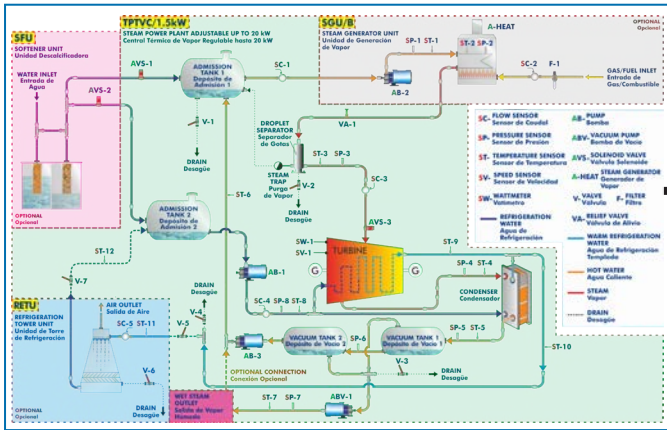 SFU
SOFTENER UNIT
Unidad Descalcificadora
WATER INLET
Entrada de
Agua
AVS-1
AVS-2
OPTIONAL
Opcional
TPTVC/1.5kW
STEAM POWER PLANT ADJUSTABLE UP TO 20 kW
Central Térmica de Vapor Regulable hasta 20 kW
ADMISSION
TANK 1
Depósito de
Admisión 1
SC-1
V-1
DRAIN
Desagüe
DROPLET
SEPARATOR
Separador
de Gotas
STEAM
TRAP
Purga
de
Vapor
V-2
DRAIN
Desagüe
ST-3
SP-3
SC-3
AVS-3
VA-1
ST-6
SGU/B
STEAM GENERATOR UNIT
Unidad de Generación
de Vapor
SP-1
ST-1
AB-2
A-HEAT
ST-2
SP-2
OPTIONAL
Opcional
SC-2
F-1
GAS/FUEL INLET
Entrada de
Gas/Combustible
SC- FLOW SENSOR
Sensor de Caudal
SP- PRESSURE SENSOR
Sensor de Presión
ST- TEMPERATURE SENSOR
Sensor de Temperatura
SV- SPEED SENSOR
Sensor de Velocidad
SW- WATTMETER
Vatímetro
REFRIGERATION
WATER
Agua de
Refrigeración
AB- PUMP
Bomba
ABV- VACUUM PUMP
Bomba de Vacío
AVS- SOLENOID VALVE
Válvula Solenoide
A-HEAT STEAM GENERATOR
Generador de
Vapor
V- VALVE
Válvula
F- FILTER
Filtro
VA- RELIEF VALVE
Válvula de Alivio
WARM REFRIGERATION
WATER
Agua de Refrigeración
Templada
HOT WATER
Agua Caliente
STEAM
Vapor
DRAIN
Desagüe
ADMISSION
TANK 2
Depósito de
Admisión 2
ST-12
V-7
AB-1
SW-1
SV-1
TURBINE
G
G
ST-9
SP-4
ST-4
CONDENSER
Condensador
SC-4
SP-8
ST-8
SP-5
ST-5
ST-10
RETU
REFRIGERATION
TOWER UNIT
Unidad de Torre
de Refrigeración
AIR OUTLET
Salida de Aire
SC-5
ST-11
V-5
V-4
DRAIN
Desagüe
V-6
DRAIN
Desagüe
OPTIONAL
Opcional
AB-3
VACUUM TANK 2
Depósito de Vacío 2
SP-6
VACUUM TANK 1
Depósito de Vacío 1
V-3
DRAIN
Desagüe
OPTIONAL CONNECTION
Conexión Opcional
WET STEAM
OUTLET
Salida de Vapor
Húmedo
ST-7
SP-7
ABV-1